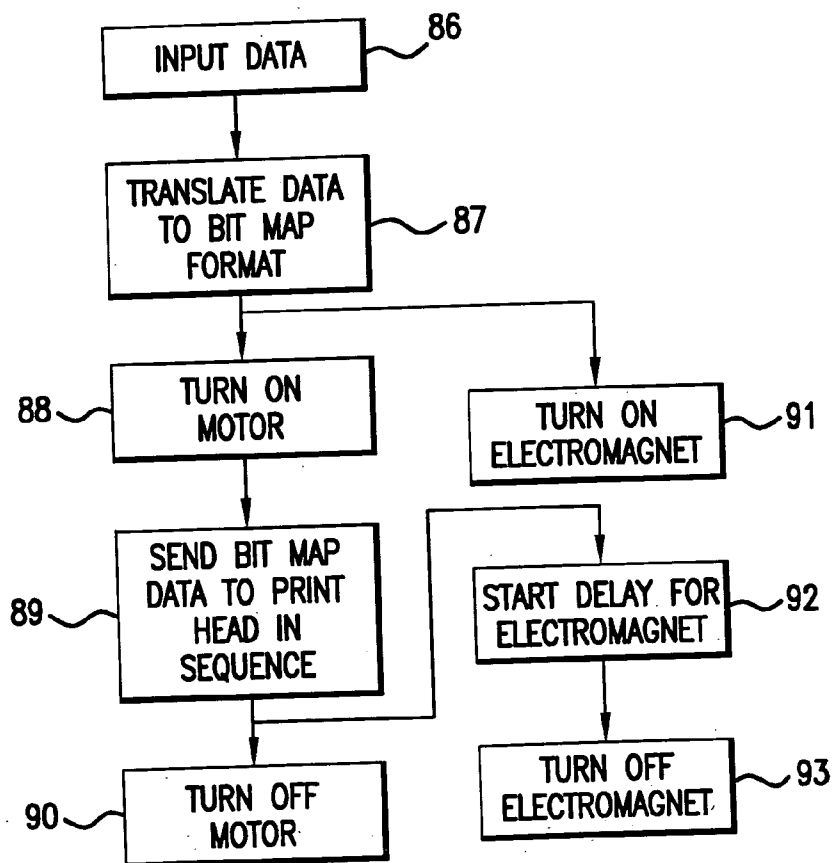 INPUT DATA
86
TRANSLATE DATA
TO BIT MAP
FORMAT
87
TURN ON
MOTOR
88
TURN ON
ELECTROMAGNET
91
SEND BIT MAP
DATA TO PRINT
HEAD IN
SEQUENCE
89
START DELAY FOR
ELECTROMAGNET
92
TURN OFF
MOTOR
90
TURN OFF
ELECTROMAGNET
93